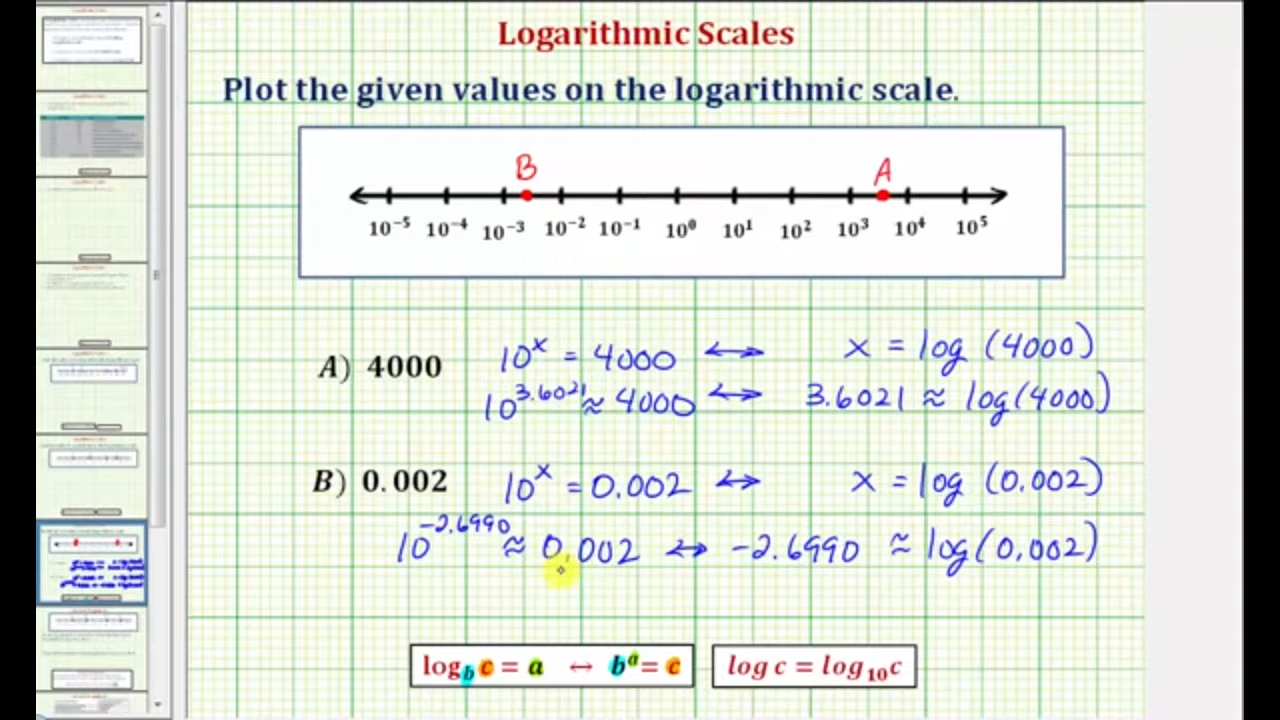 Logarithmic Scales
Plot the given values on the logarithmic scale.
B A
10⁻⁵ 10⁻⁴ 10⁻³ 10⁻² 10⁻¹ 10⁰ 10¹ 10² 10³ 10⁴ 10⁵
A) 4000 10ˣ = 4000 ↔ x = log (4000)
10³·⁶⁰²¹ ≈ 4000 ↔ 3.6021 ≈ log(4000)
B) 0.002 10ˣ = 0.002 ↔ x = log (0.002)
10⁻²·⁶⁹⁹⁰ ≈ 0.002 ↔ -2.6990 ≈ log(0.002)
log_b c = a ↔ bᵃ = c log c = log₁₀c